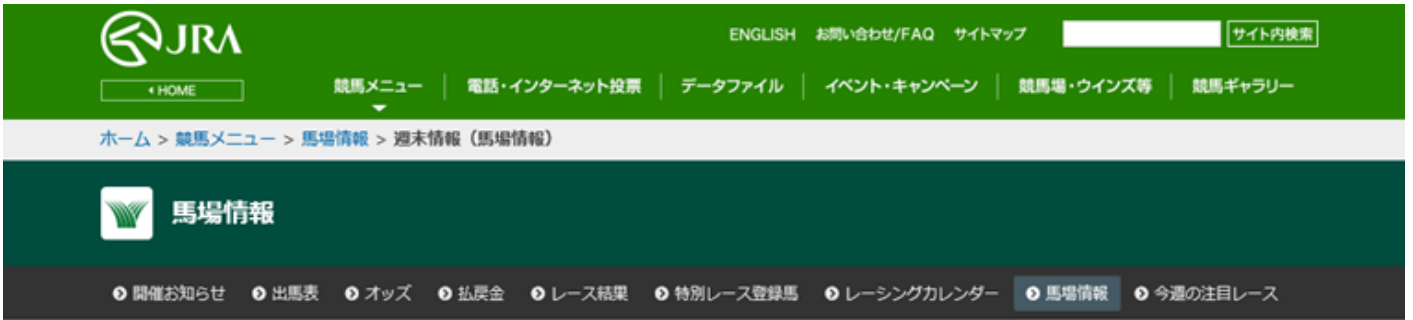 JRA
ENGLISH お問い合わせ/FAQ サイトマップ サイト内検索
HOME 競馬メニュー 電話・インターネット投票 データファイル イベント・キャンペーン 競馬場・ウインズ等 競馬ギャラリー
ホーム > 競馬メニュー > 馬場情報 > 週末情報（馬場情報）
馬場情報
開催お知らせ 出馬表 オッズ 払戻金 レース結果 特別レース登録馬 レーシングカレンダー 馬場情報 今週の注目レース